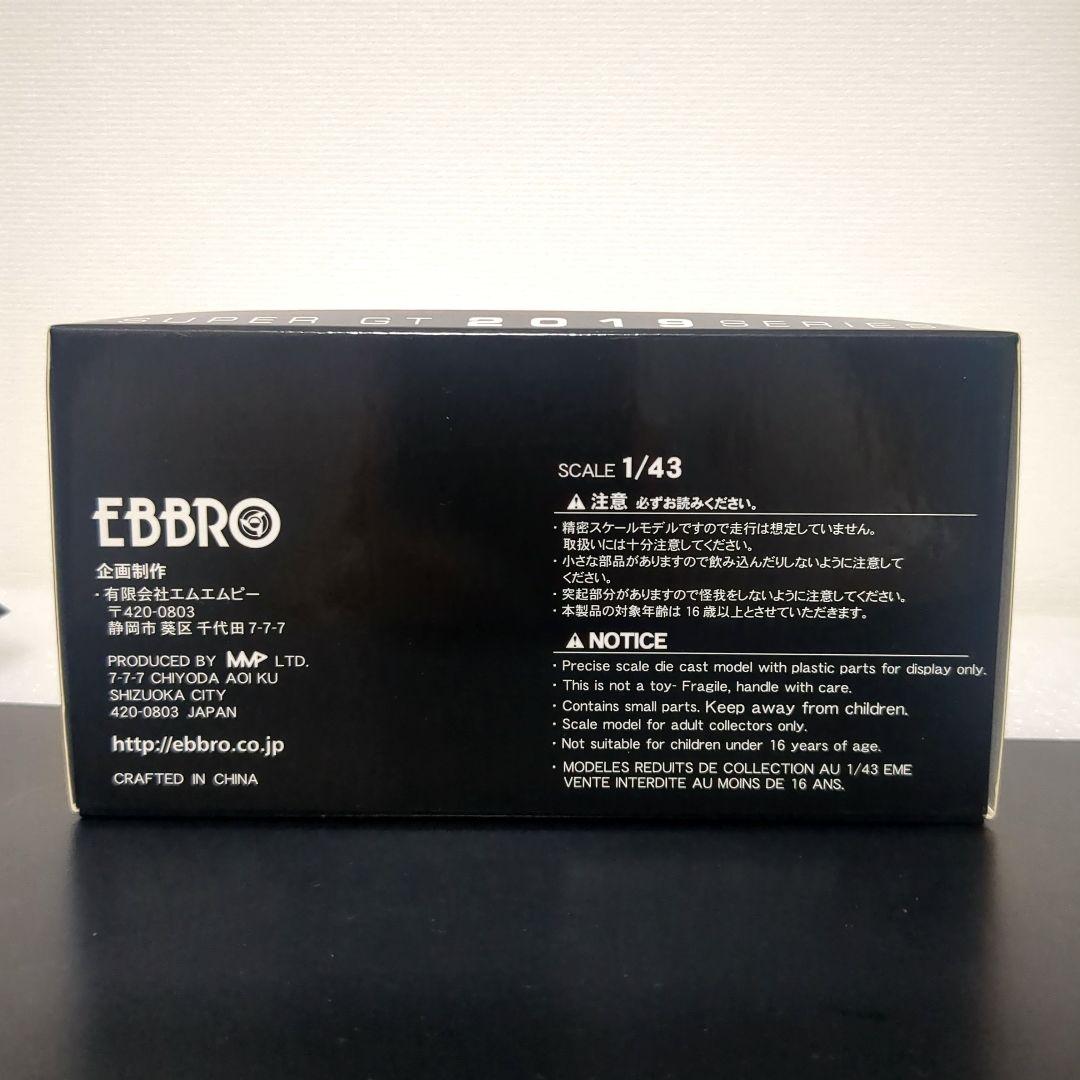 SUPER GT 2019 SERIES
EBBRO
企画制作
・有限会社エムエムピー
〒420-0803
静岡市 葵区 千代田 7-7-7
PRODUCED BY MMP LTD.
7-7-7 CHIYODA AOI KU
SHIZUOKA CITY
420-0803 JAPAN
http://ebbro.co.jp
CRAFTED IN CHINA
SCALE 1/43
注意 必ずお読みください。
・精密スケールモデルですので走行は想定していません。
取扱いには十分注意してください。
・小さな部品がありますので飲み込んだりしないように注意して
ください。
・突起部分がありますので怪我をしないように注意してください。
・本製品の対象年齢は 16 歳以上とさせていただきます。
NOTICE
・Precise scale die cast model with plastic parts for display only.
・This is not a toy- Fragile, handle with care.
・Contains small parts. Keep away from children.
・Scale model for adult collectors only.
・Not suitable for children under 16 years of age.
・MODELES REDUITS DE COLLECTION AU 1/43 EME
VENTE INTERDITE AU MOINS DE 16 ANS.